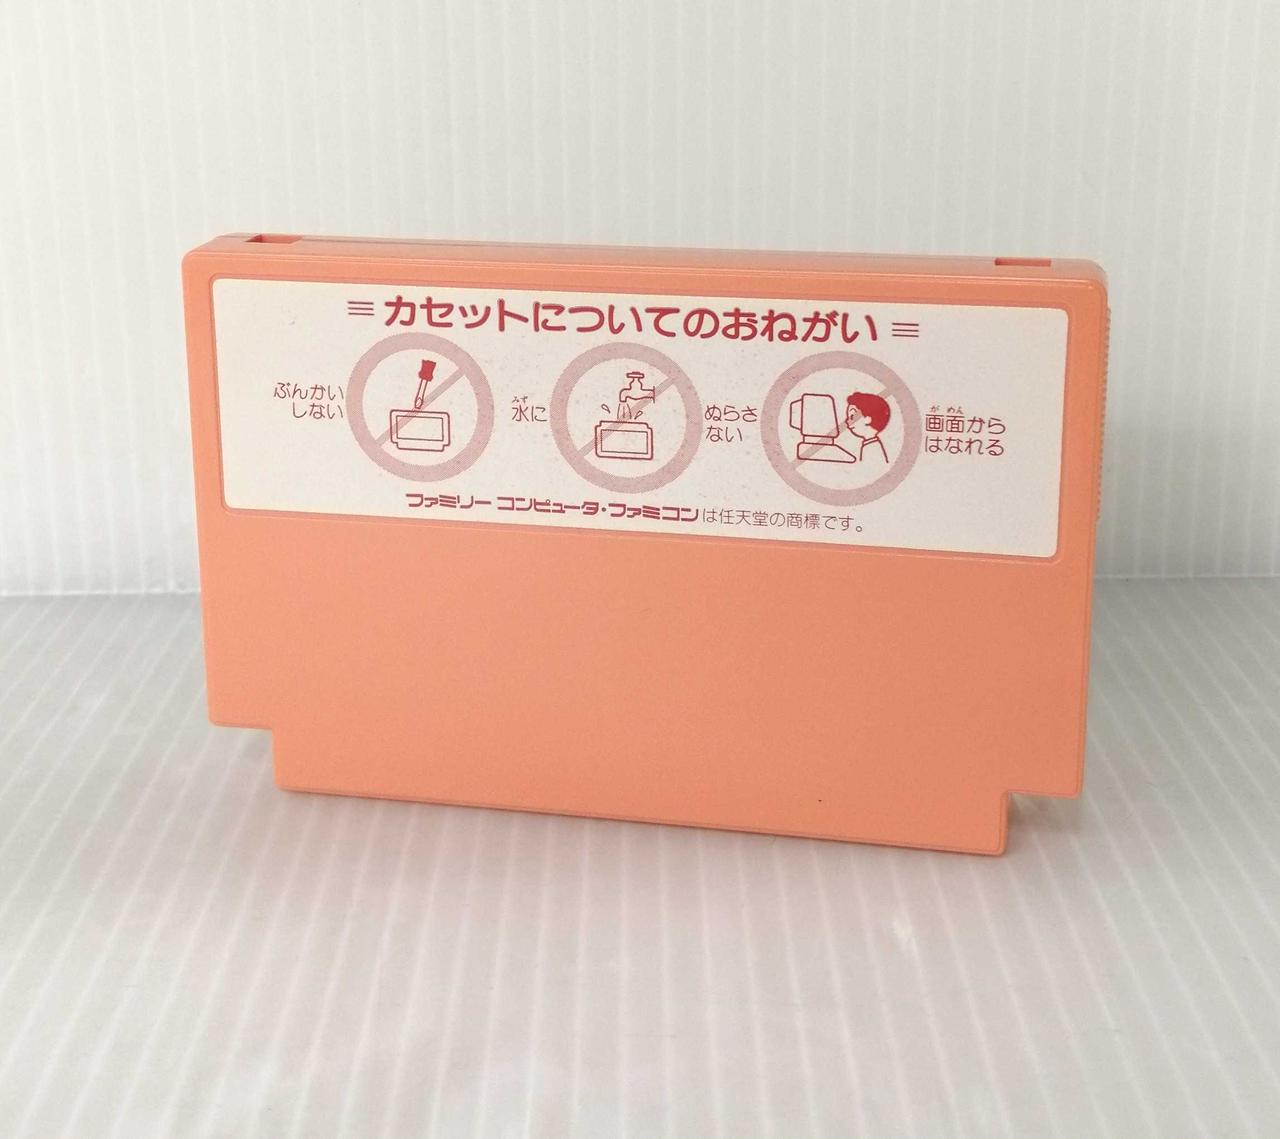 カセットについてのおねがい
ぶんかい
しない
みず
水に
ぬらさ
ない
がめん
画面から
はなれる
ファミリー コンピュータ・ファミコンは任天堂の商標です。